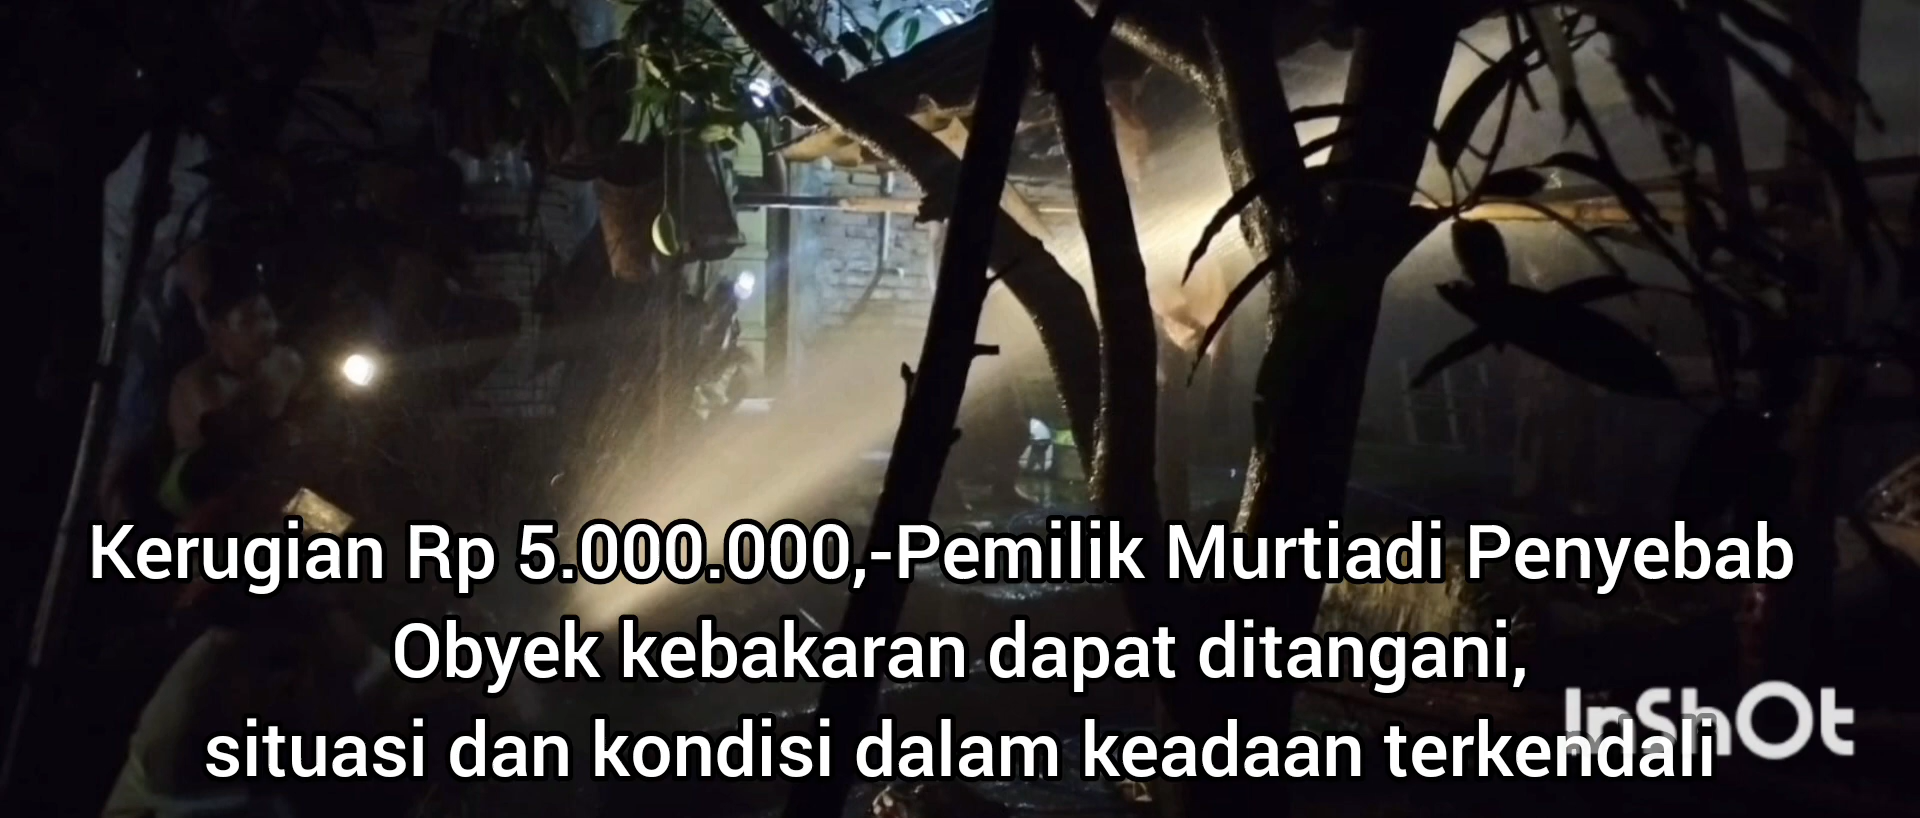 Kerugian Rp 5.000.000,-Pemilik Murtiadi Penyebab
Obyek kebakaran dapat ditangani,
situasi dan kondisi dalam keadaan terkendali
InShOt